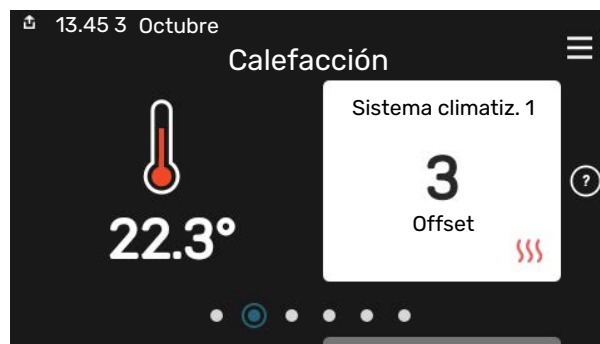 13.45 3 Octubre
Calefacción
Sistema climatiz. 1
3
Offset
22.3°
?